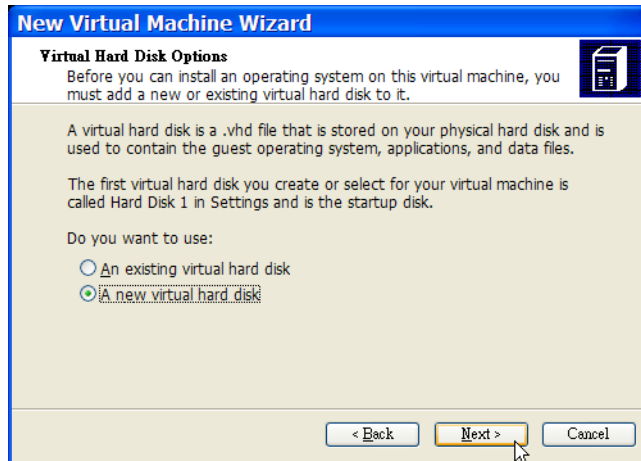 New Virtual Machine Wizard
Virtual Hard Disk Options
Before you can install an operating system on this virtual machine, you
must add a new or existing virtual hard disk to it.
A virtual hard disk is a .vhd file that is stored on your physical hard disk and is
used to contain the guest operating system, applications, and data files.
The first virtual hard disk you create or select for your virtual machine is
called Hard Disk 1 in Settings and is the startup disk.
Do you want to use:
An existing virtual hard disk
A new virtual hard disk
< Back Next > Cancel